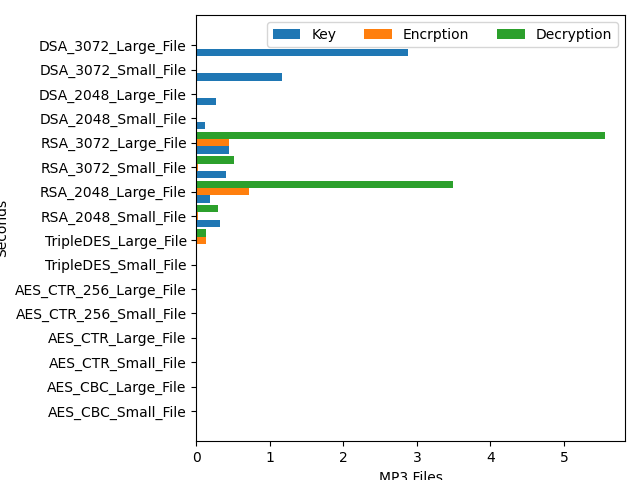 Key Encrption Decryption
DSA_3072_Large_File
DSA_3072_Small_File
DSA_2048_Large_File
DSA_2048_Small_File
RSA_3072_Large_File
RSA_3072_Small_File
RSA_2048_Large_File
RSA_2048_Small_File
TripleDES_Large_File
TripleDES_Small_File
AES_CTR_256_Large_File
AES_CTR_256_Small_File
AES_CTR_Large_File
AES_CTR_Small_File
AES_CBC_Large_File
AES_CBC_Small_File
Seconds
0 1 2 3 4 5
MP3 Files